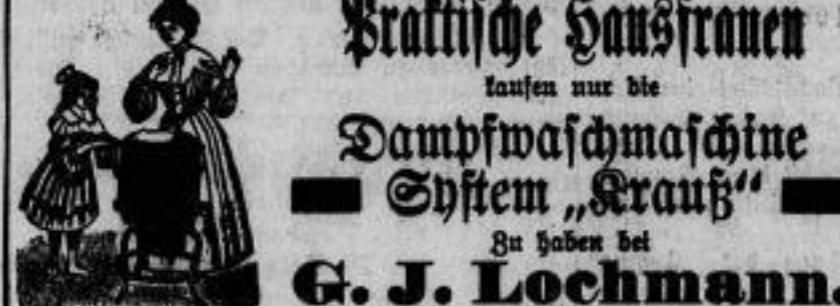 Praktische Hausfrauen
kaufen nur die
Dampfwaschmaschine
System „Krauß“
Zu haben bei
G. J. Lochmann